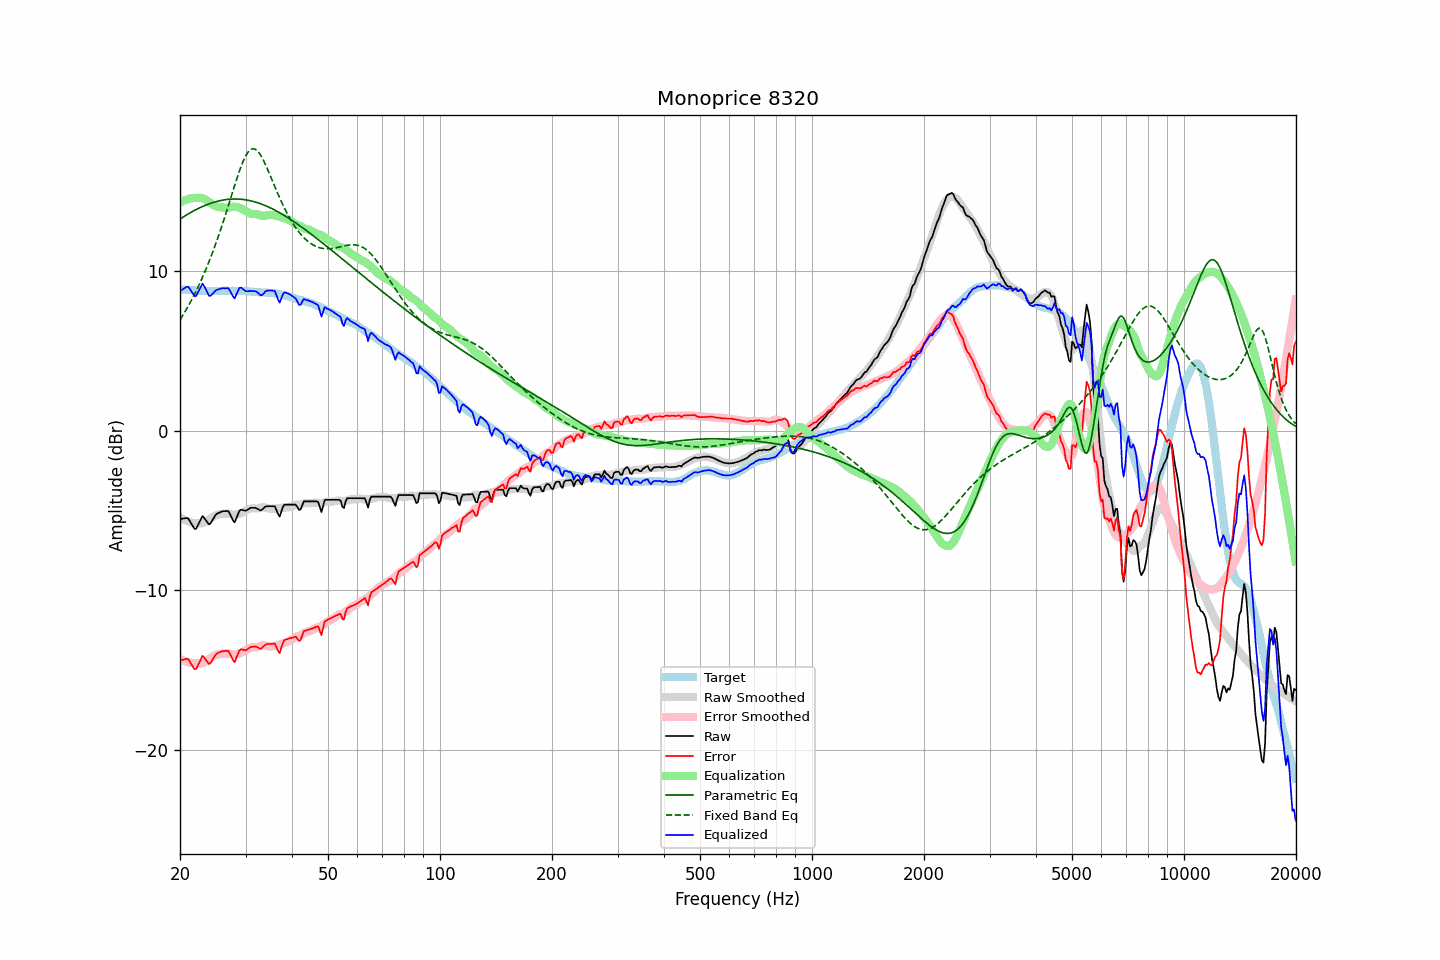 Monoprice 8320
Amplitude (dBr)
10
0
−10
−20
Target
Raw Smoothed
Error Smoothed
Raw
Error
Equalization
Parametric Eq
Fixed Band Eq
Equalized
20 50 100 200 500 1000 2000 5000 10000 20000
Frequency (Hz)